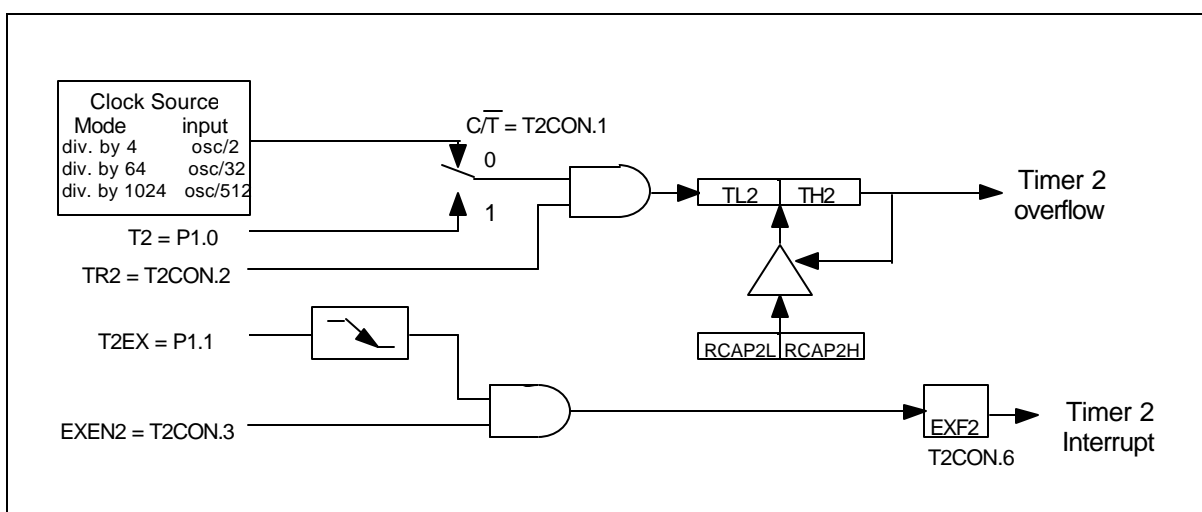 Clock Source
Mode input
div. by 4 osc/2
div. by 64 osc/32
div. by 1024 osc/512
C/T̅ = T2CON.1
0
1
T2 = P1.0
TR2 = T2CON.2
TL2 TH2
Timer 2
overflow
T2EX = P1.1
RCAP2L RCAP2H
EXEN2 = T2CON.3
EXF2
T2CON.6
Timer 2
Interrupt